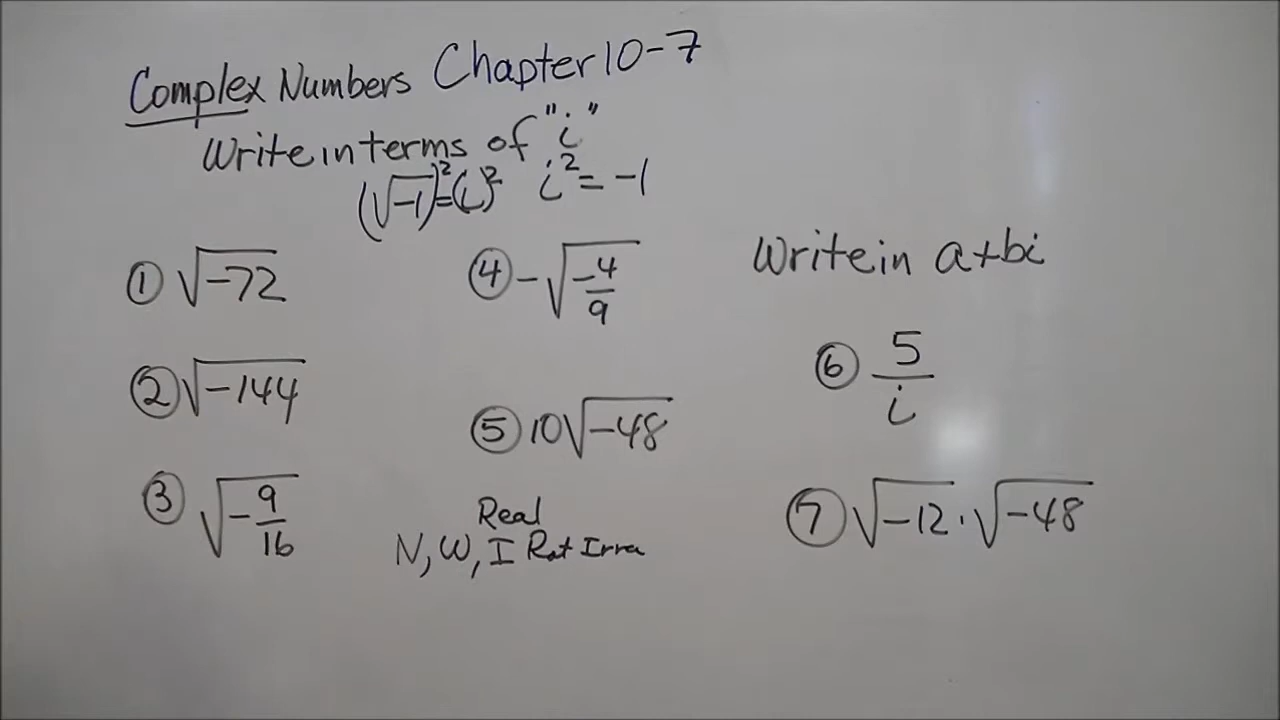 Complex Numbers Chapter 10-7
Write in terms of "i"
(√-1)²=(i)² i² = -1
① √-72
② √-144
③ √-9/16
④ -√-4/9
⑤ 10√-48
Real
N, W, I Rat Irra
Write in a+bi
⑥ 5/i
⑦ √-12 · √-48